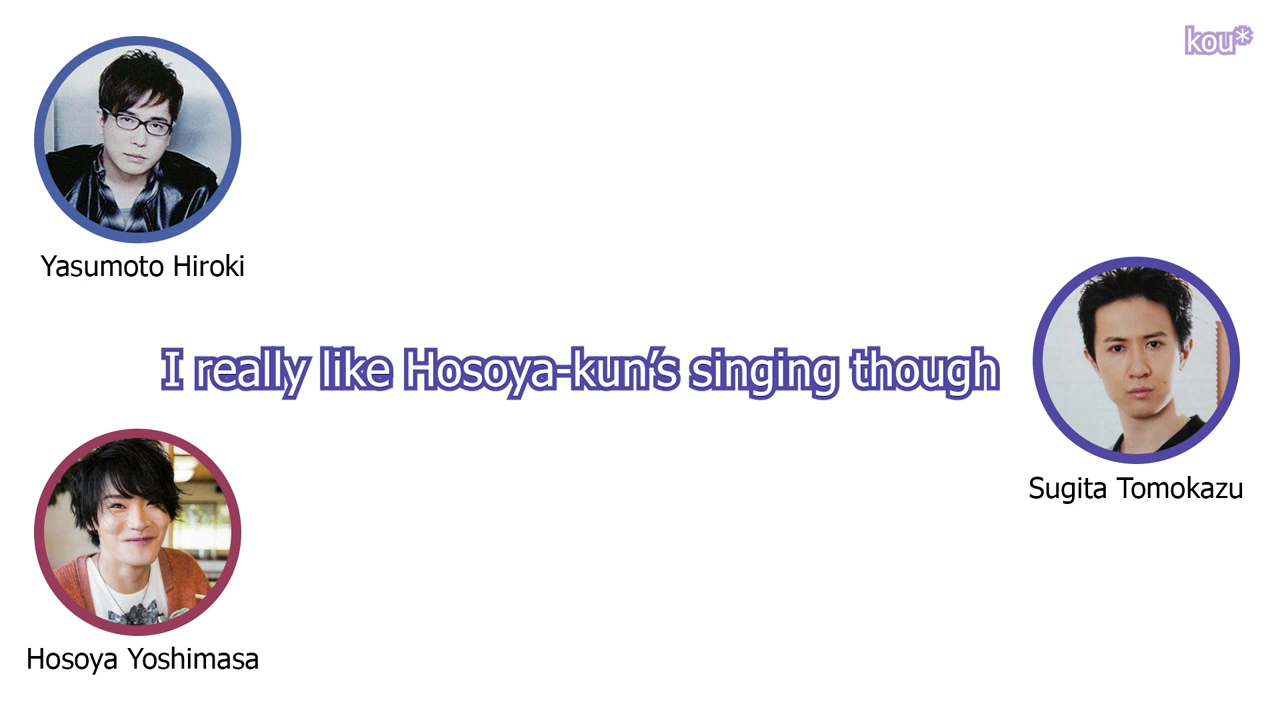 kou*
Yasumoto Hiroki
I really like Hosoya-kun's singing though
Sugita Tomokazu
Hosoya Yoshimasa